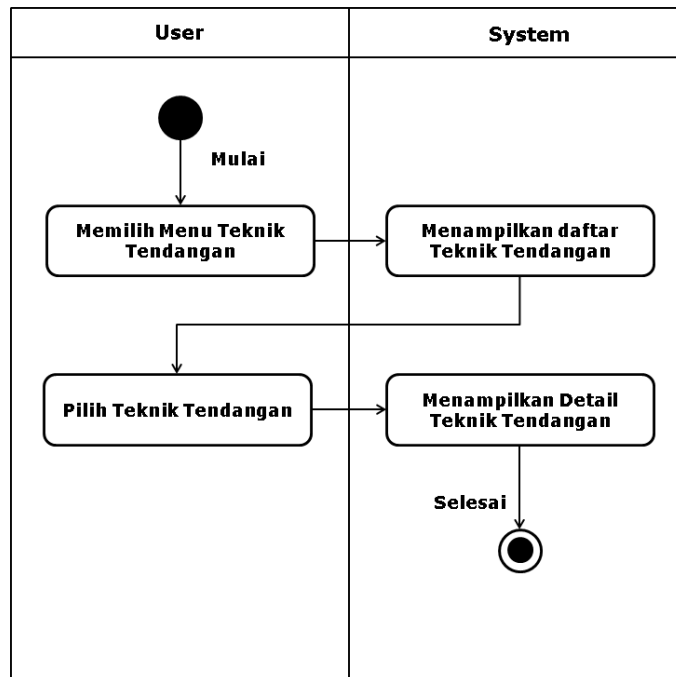 User
System
Mulai
Memilih Menu Teknik
Tendangan
Menampilkan daftar
Teknik Tendangan
Pilih Teknik Tendangan
Menampilkan Detail
Teknik Tendangan
Selesai